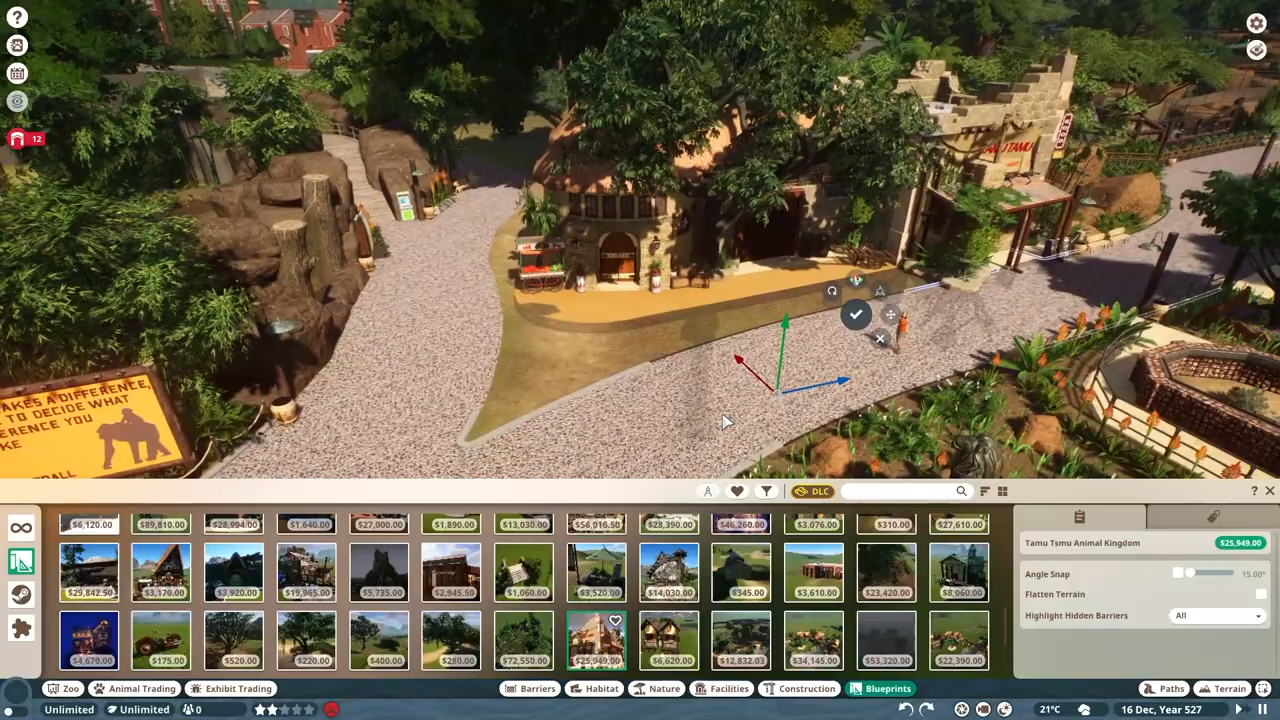 12
TAMU TAMU
AKES A DIFFERENCE,
TO DECIDE WHAT
ERENCE YOU
KE
TBALL
DLC
? 
$6,120.00 $89,810.00 $28,994.00 $1,640.00 $27,000.00 $1,890.00 $13,030.00 $56,016.50 $28,390.00 $46,260.00 $3,076.00 $310.00 $27,610.00
$29,842.50 $3,170.00 $3,920.00 $19,965.00 $5,735.00 $2,945.50 $1,060.00 $3,520.00 $14,030.00 $345.00 $3,610.00 $23,420.00 $8,060.00
$4,670.00 $175.00 $520.00 $220.00 $400.00 $280.00 $72,550.00 $25,949.00 $6,620.00 $12,832.03 $34,145.00 $53,320.00 $22,390.00
Tamu Tsmu Animal Kingdom $25,949.00
Angle Snap 15.00°
Flatten Terrain
Highlight Hidden Barriers All
Zoo Animal Trading Exhibit Trading Barriers Habitat Nature Facilities Construction Blueprints Paths Terrain
Unlimited Unlimited 0 21°C 16 Dec, Year 527